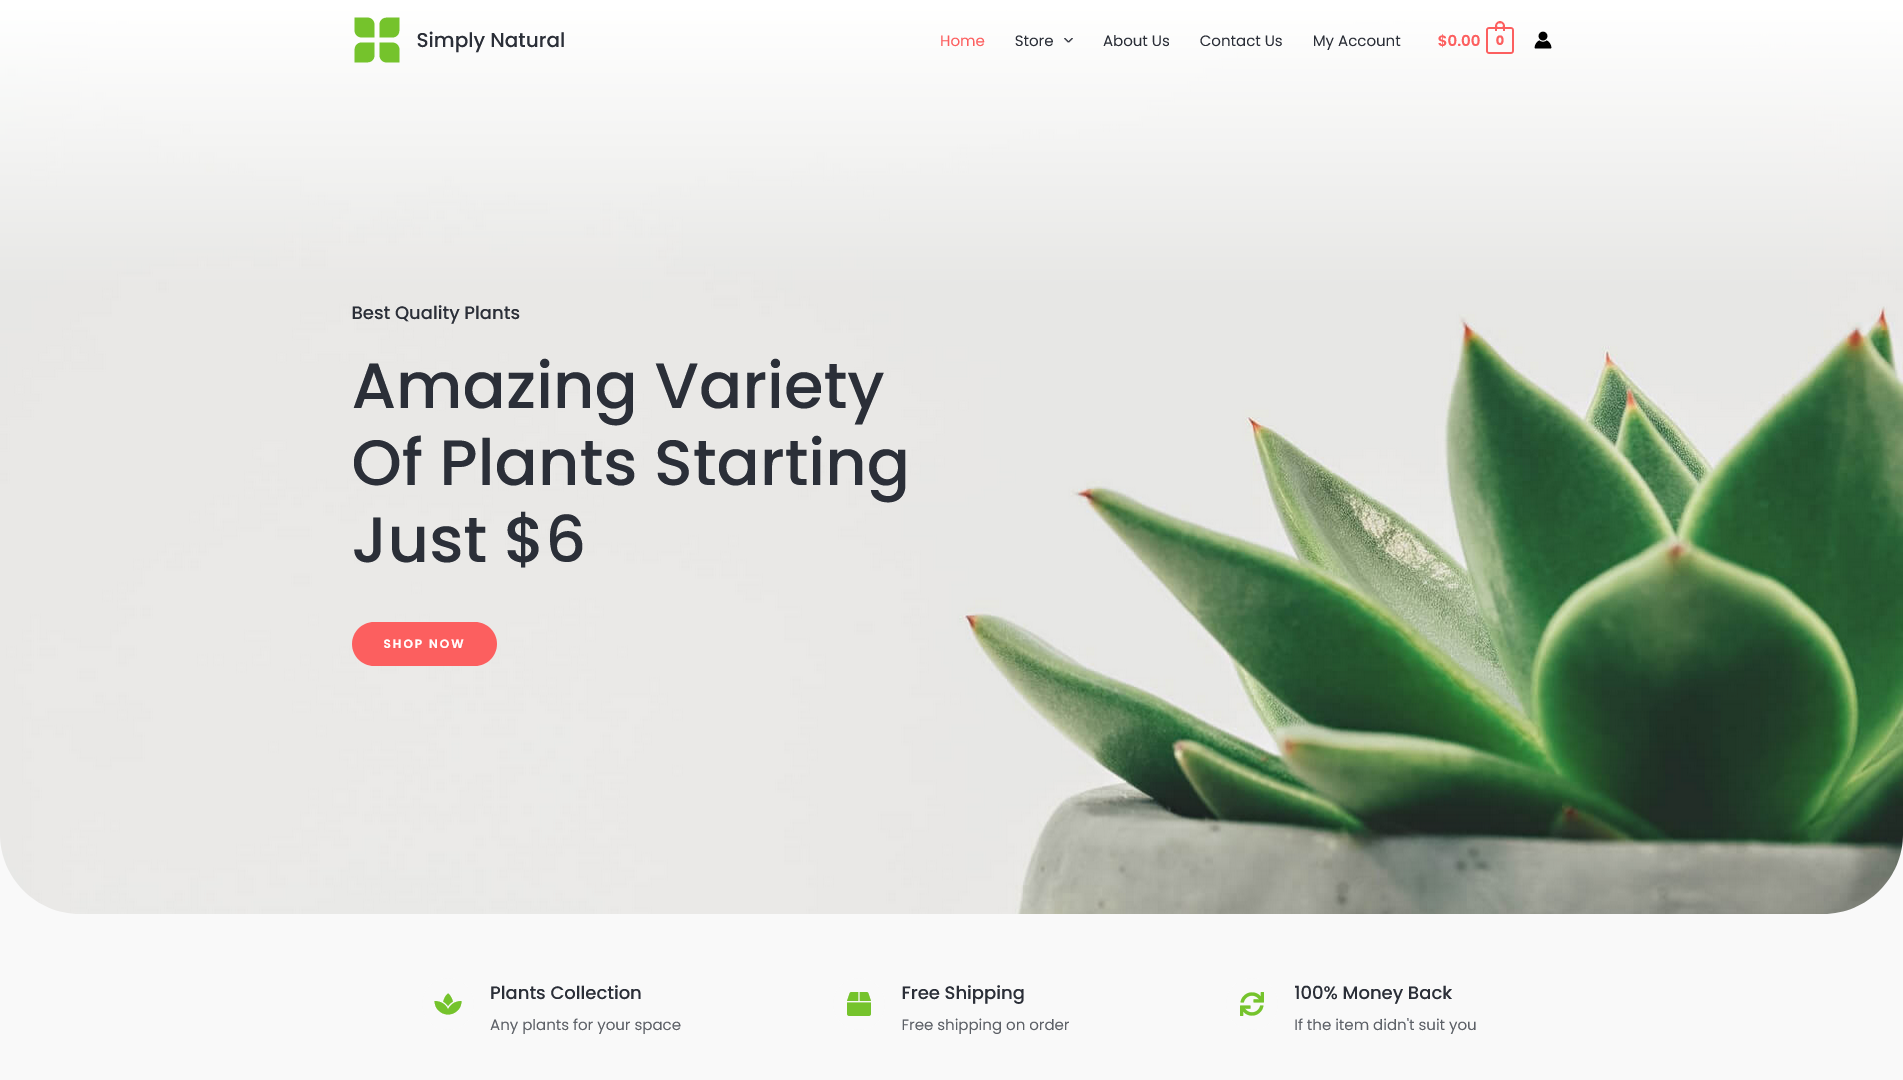 Simply Natural
Home
Store
About Us
Contact Us
My Account
$0.00
0
Best Quality Plants
Amazing Variety
Of Plants Starting
Just $6
SHOP NOW
Plants Collection
Any plants for your space
Free Shipping
Free shipping on order
100% Money Back
If the item didn't suit you